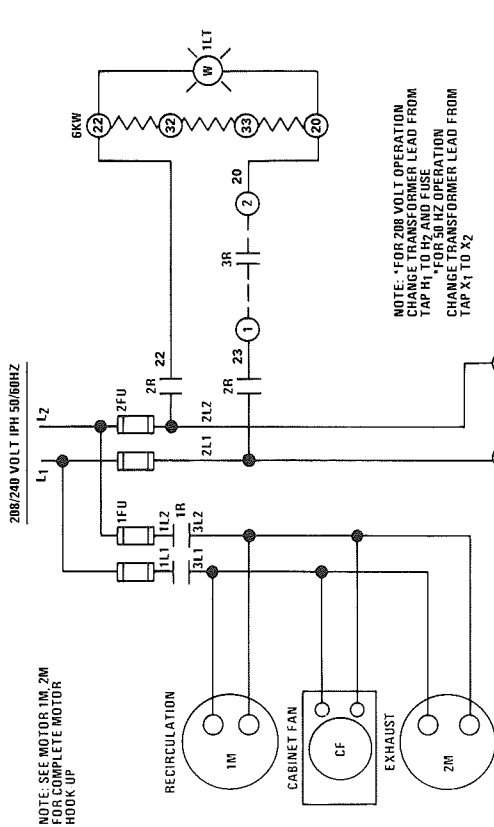 NOTE: SEE MOTOR 1M, 2M
FOR COMPLETE MOTOR
HOOK UP
208/240 VOLT IPH 50/60HZ
L1
L2
1FU
2FU
1L1
1L2
1R
3L1
3L2
2L1
2L2
2R
22
2R
23
1
3R
2
20
6KW
22
32
33
20
W
1LT
RECIRCULATION
1M
CABINET FAN
CF
EXHAUST
2M
NOTE: *FOR 208 VOLT OPERATION
CHANGE TRANSFORMER LEAD FROM
TAP H1 TO H2 AND FUSE
*FOR 50 HZ OPERATION
CHANGE TRANSFORMER LEAD FROM
TAP X1 TO X2